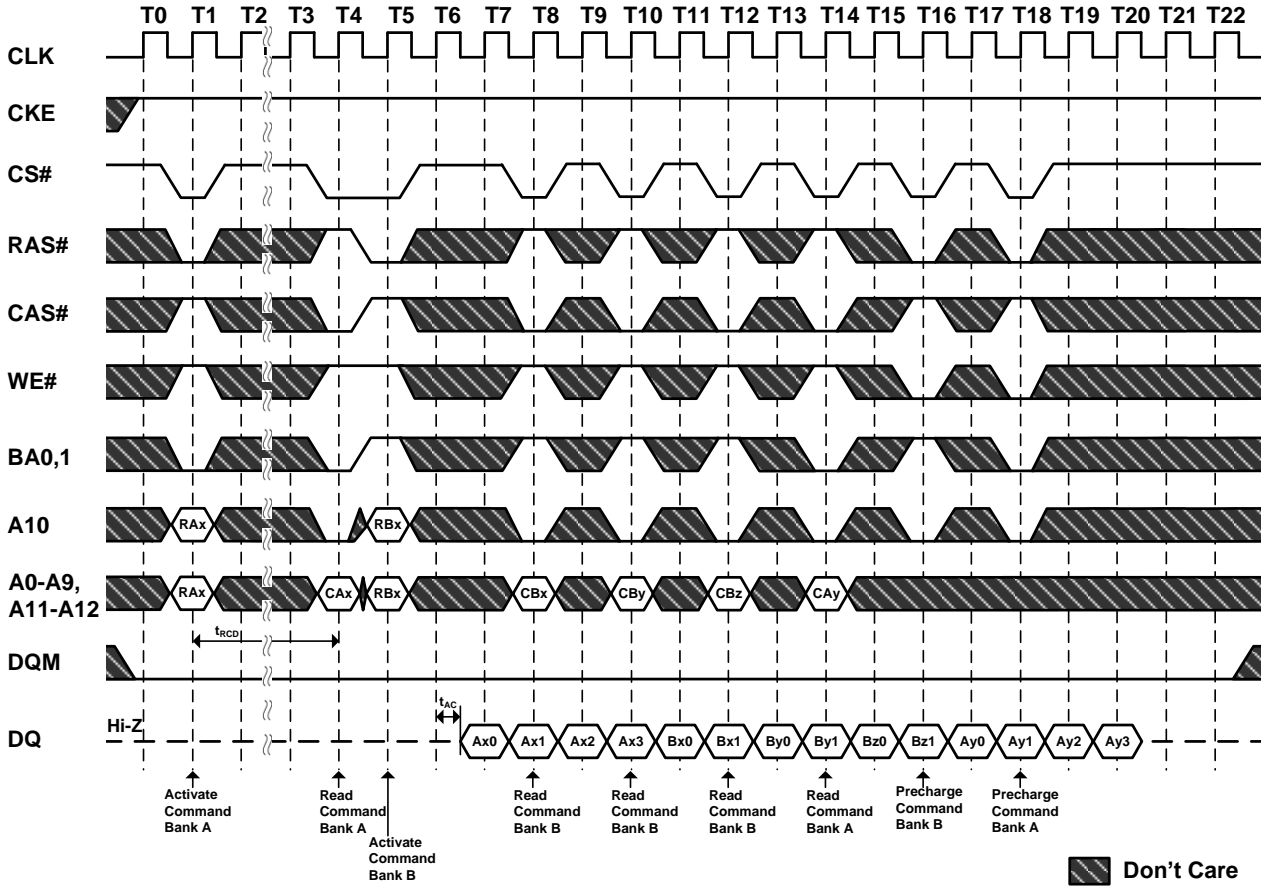 T0 T1 T2 T3 T4 T5 T6 T7 T8 T9 T10 T11 T12 T13 T14 T15 T16 T17 T18 T19 T20 T21 T22
CLK
CKE
CS#
RAS#
CAS#
WE#
BA0,1
A10
RAx RBx
A0-A9,
A11-A12
RAx CAx RBx CBx CBy CBz CAy
tRCD
DQM
tAC
Hi-Z
DQ
Ax0 Ax1 Ax2 Ax3 Bx0 Bx1 By0 By1 Bz0 Bz1 Ay0 Ay1 Ay2 Ay3
Activate
Command
Bank A
Read
Command
Bank A
Activate
Command
Bank B
Read
Command
Bank B
Read
Command
Bank B
Read
Command
Bank B
Read
Command
Bank A
Precharge
Command
Bank B
Precharge
Command
Bank A
Don't Care